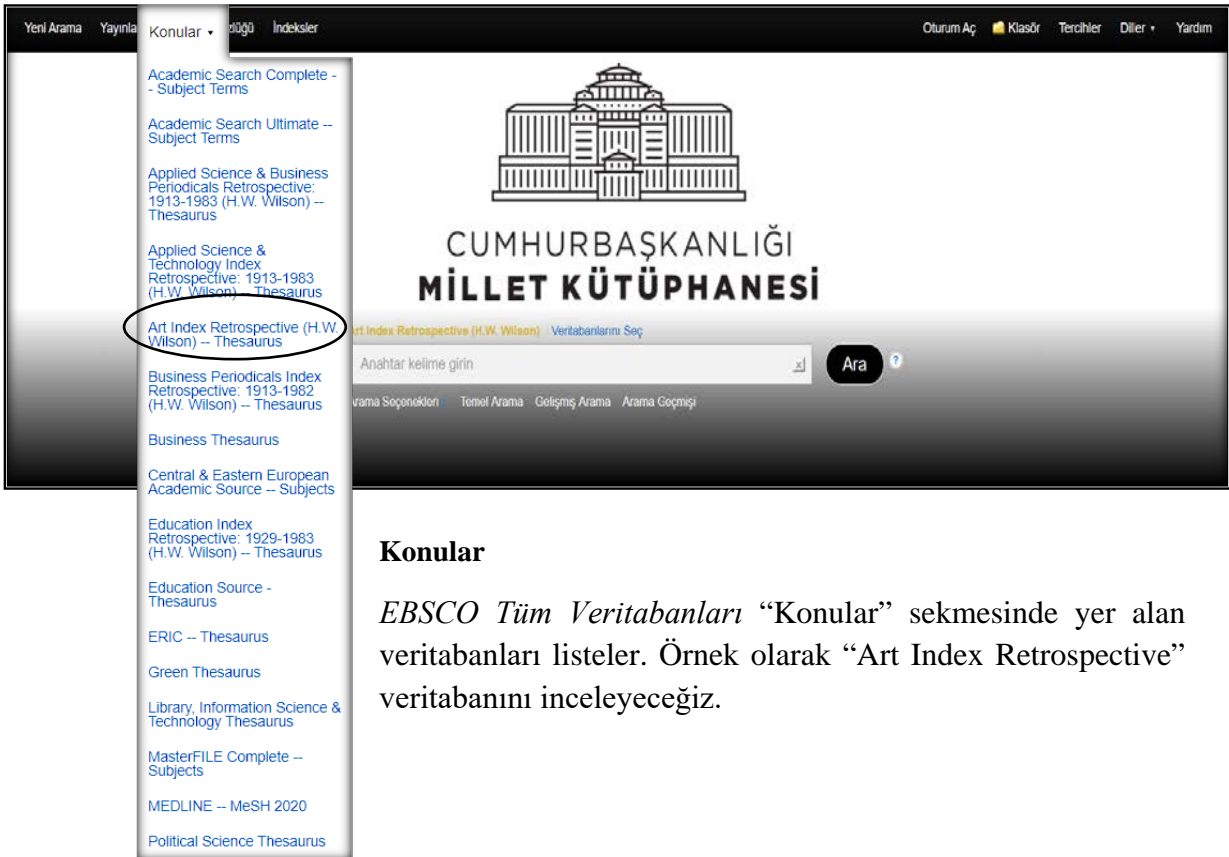 Yeni Arama Yayınla Konular ▾ zlüğü İndeksler Oturum Aç Klasör Tercihler Diller ▾ Yardım
Academic Search Complete -
- Subject Terms
Academic Search Ultimate --
Subject Terms
Applied Science & Business
Periodicals Retrospective:
1913-1983 (H.W. Wilson) --
Thesaurus
Applied Science &
Technology Index
Retrospective: 1913-1983
(H.W. Wilson) -- Thesaurus
Art Index Retrospective (H.W.
Wilson) -- Thesaurus
Business Periodicals Index
Retrospective: 1913-1982
(H.W. Wilson) -- Thesaurus
Business Thesaurus
Central & Eastern European
Academic Source -- Subjects
Education Index
Retrospective: 1929-1983
(H.W. Wilson) -- Thesaurus
Education Source -
Thesaurus
ERIC -- Thesaurus
Green Thesaurus
Library, Information Science &
Technology Thesaurus
MasterFILE Complete --
Subjects
MEDLINE -- MeSH 2020
Political Science Thesaurus
CUMHURBAŞKANLIĞI
MİLLET KÜTÜPHANESİ
Art Index Retrospective (H.W. Wilson) Veritabanlarını Seç
Anahtar kelime girin x Ara ?
Arama Seçenekleri Temel Arama Gelişmiş Arama Arama Geçmişi
Konular
EBSCO Tüm Veritabanları “Konular” sekmesinde yer alan
veritabanları listeler. Örnek olarak “Art Index Retrospective”
veritabanını inceleyeceğiz.